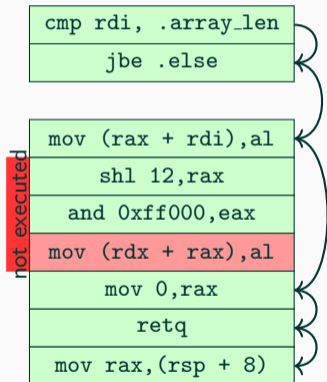 cmp rdi, .array_len
jbe .else
mov (rax + rdi),al
shl 12,rax
and 0xff000,eax
mov (rdx + rax),al
mov 0,rax
retq
mov rax,(rsp + 8)
not executed